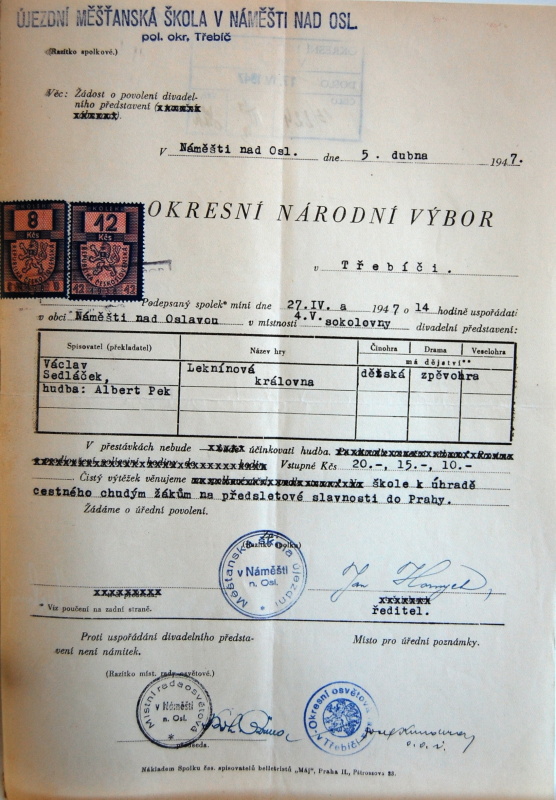 ÚJEZDNÍ MĚŠŤANSKÁ ŠKOLA V NÁMĚŠTI NAD OSL.
pol. okr. Třebíč
(Razítko spolkové.)
Věc: Žádost o povolení divadel-
ního představení
V Náměšti nad Osl. dne 5. dubna 1947.
8 Kčs 12 Kčs
OKRESNÍ NÁRODNÍ VÝBOR
v Třebíči.
Podepsaný spolek* míní dne 27.IV. a 1947 o 14 hodině uspořádati
4.V.
v obci Náměšti nad Oslavou v místnosti sokolovny divadelní představení:
Spisovatel (překladatel) Název hry Činohra Drama Veselohra
má dějství**
Václav Leknínová dětská zpěvohra
Sedláček, královna
hudba: Albert Pek
V přestávkách nebude účinkovati hudba.
Vstupné Kčs 20.-, 15.-, 10.-
Čistý výtěžek věnujeme škole k úhradě
cestného chudým žákům na předsletové slavnosti do Prahy.
Žádáme o úřední povolení.
(Razítko spolku)
Měšťanská škola újezdní
v Náměšti
n. Osl.
Jan
ředitel.
* Viz poučení na zadní straně.
Proti uspořádání divadelního představ-
vení není námitek.
Místo pro úřední poznámky.
(Razítko míst. rady osvětové.)
Místní rada osvětová
v Náměšti
n. Osl.
předseda.
Okresní osvětová
v Třebíči
Nákladem Spolku čes. spisovatelů belletristů „Máj", Praha II.,